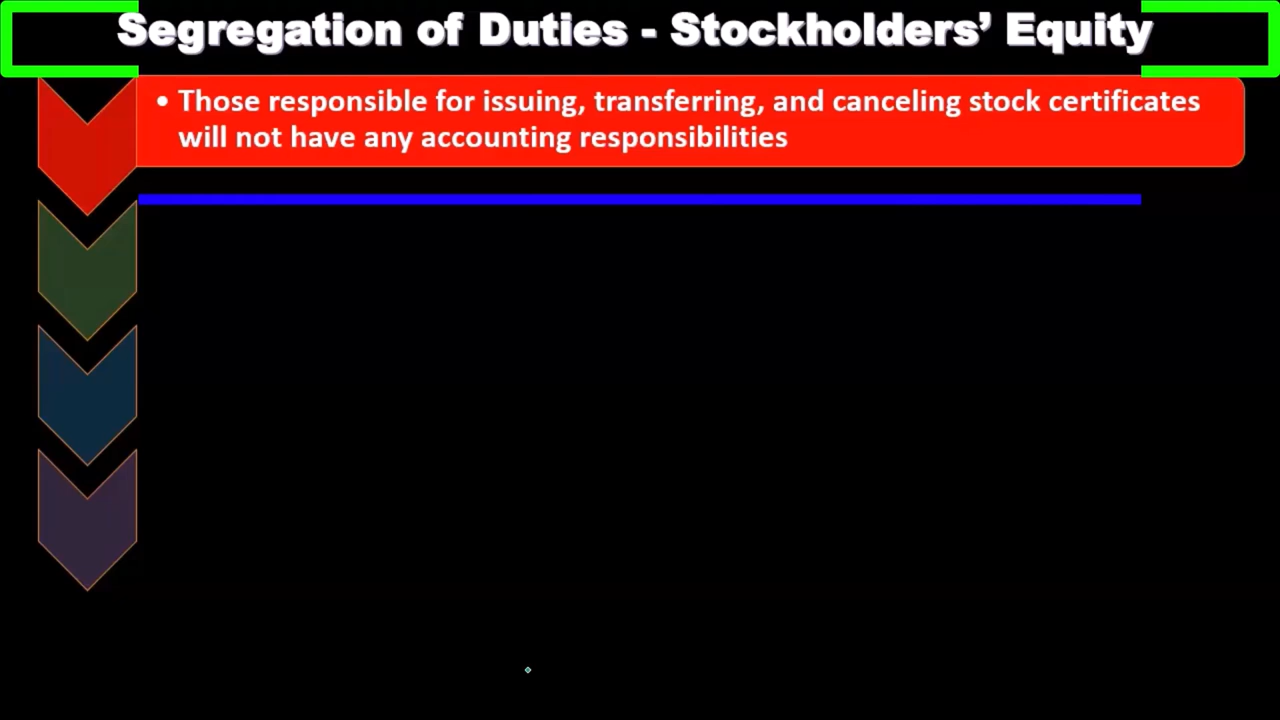 Segregation of Duties - Stockholders’ Equity
• Those responsible for issuing, transferring, and canceling stock certificates
will not have any accounting responsibilities